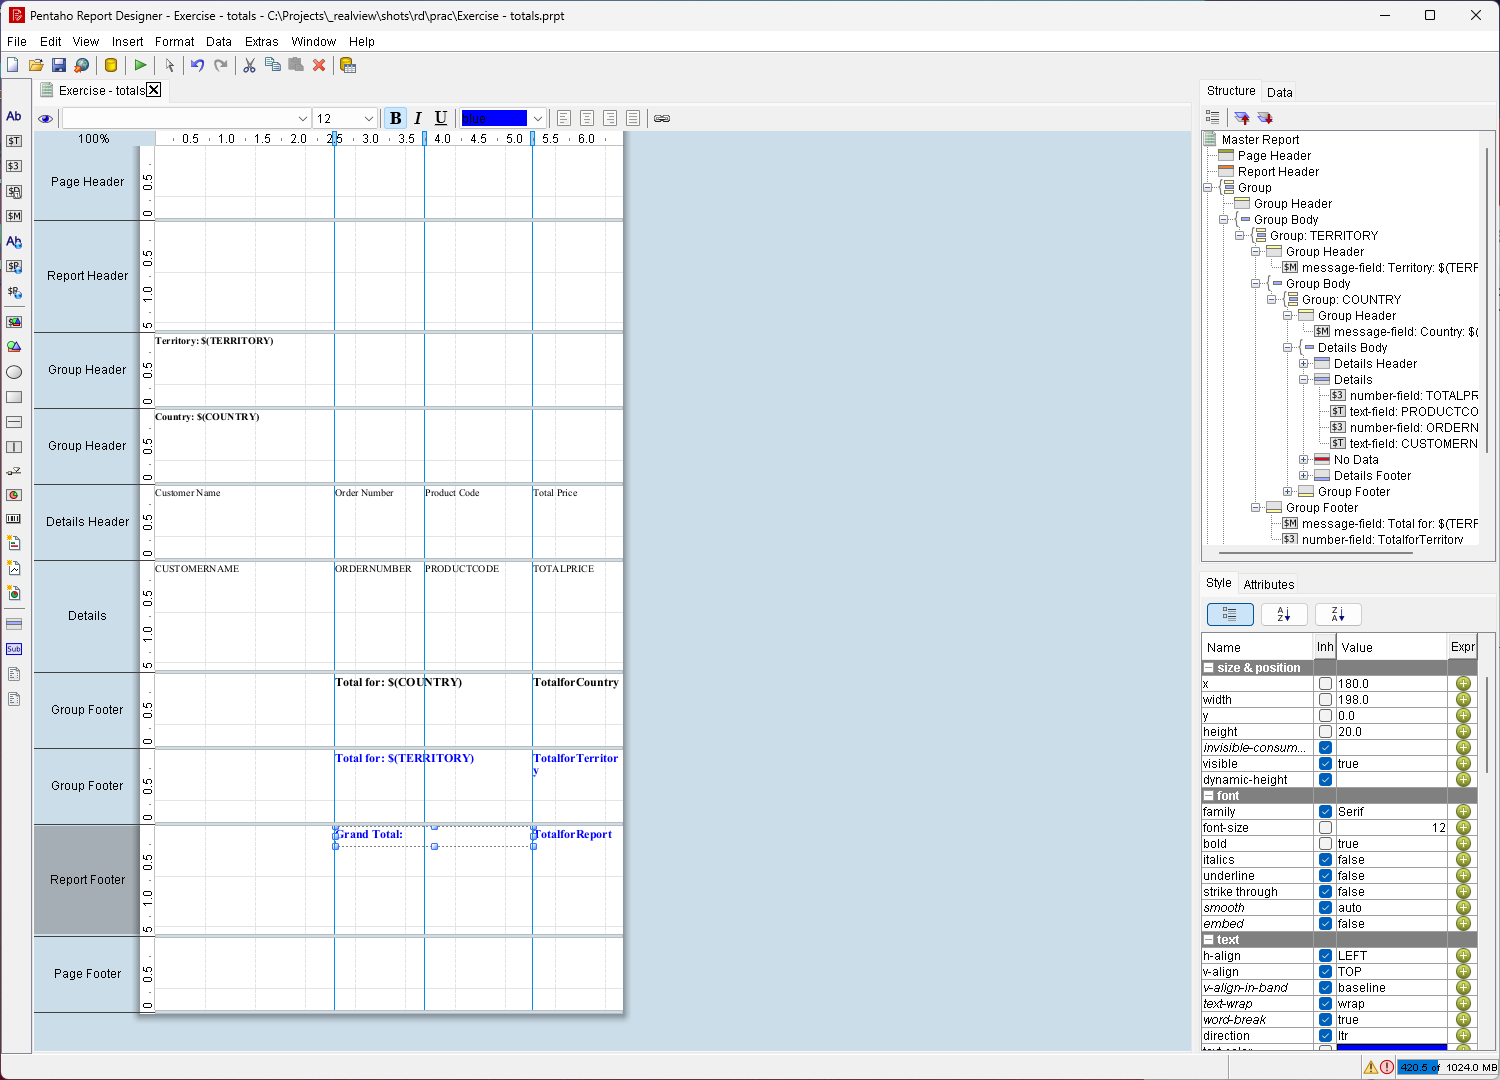 Pentaho Report Designer - Exercise - totals - C:\Projects\_realview\shots\rd\prac\Exercise - totals.prpt
File Edit View Insert Format Data Extras Window Help
Exercise - totals
12 B I U
100% 0.5 1.0 1.5 2.0 2.5 3.0 3.5 4.0 4.5 5.0 5.5 6.0
Page Header
Report Header
Group Header
Territory: $(TERRITORY)
Group Header
Country: $(COUNTRY)
Details Header
Customer Name Order Number Product Code Total Price
Details
CUSTOMERNAME ORDERNUMBER PRODUCTCODE TOTALPRICE
Group Footer
Total for: $(COUNTRY) TotalforCountry
Group Footer
Total for: $(TERRITORY) TotalforTerritor
y
Report Footer
Grand Total: TotalforReport
Page Footer
Structure Data
Master Report
Page Header
Report Header
Group
Group Header
Group Body
Group: TERRITORY
Group Header
message-field: Territory: $(TERF
Group Body
Group: COUNTRY
Group Header
message-field: Country: $(
Details Body
Details Header
Details
number-field: TOTALPR
text-field: PRODUCTCO
number-field: ORDERN
text-field: CUSTOMERN
No Data
Details Footer
Group Footer
Group Footer
message-field: Total for: $(TERF
number-field: TotalforTerritory
Style Attributes
Name Inh Value Expr
size & position
x 180.0
width 198.0
y 0.0
height 20.0
invisible-consum...
visible true
dynamic-height
font
family Serif
font-size 12
bold true
italics false
underline false
strike through false
smooth auto
embed false
text
h-align LEFT
v-align TOP
v-align-in-band baseline
text-wrap wrap
word-break true
direction ltr
420.5 of 1024.0 MB